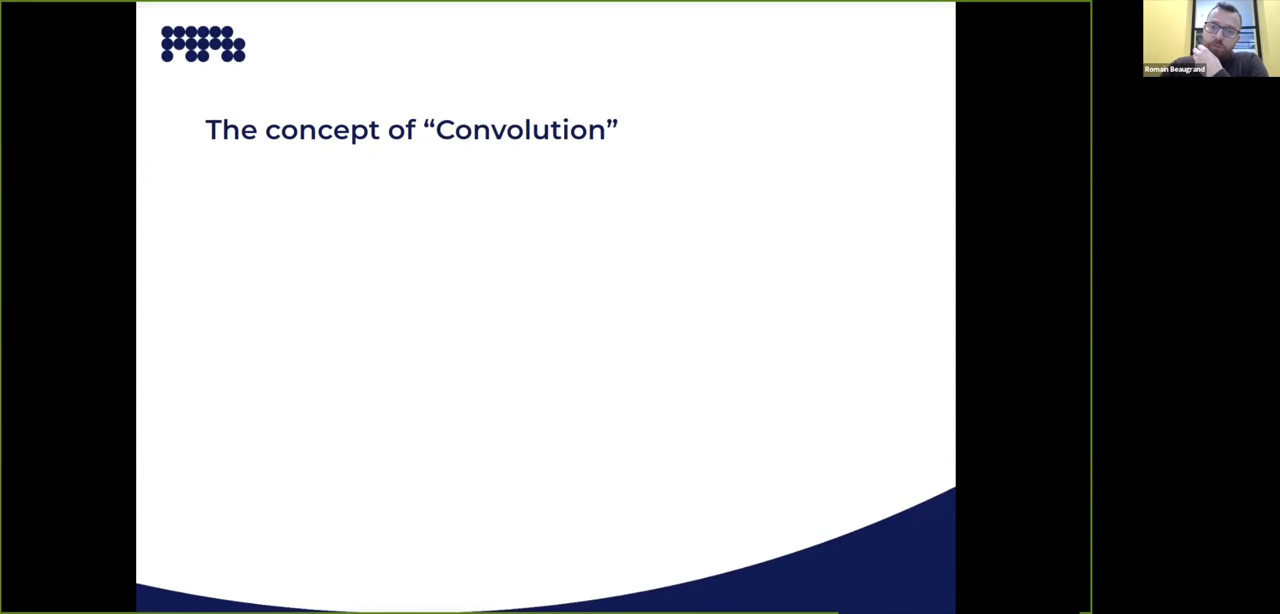 The concept of “Convolution”
Romain Beaugrand